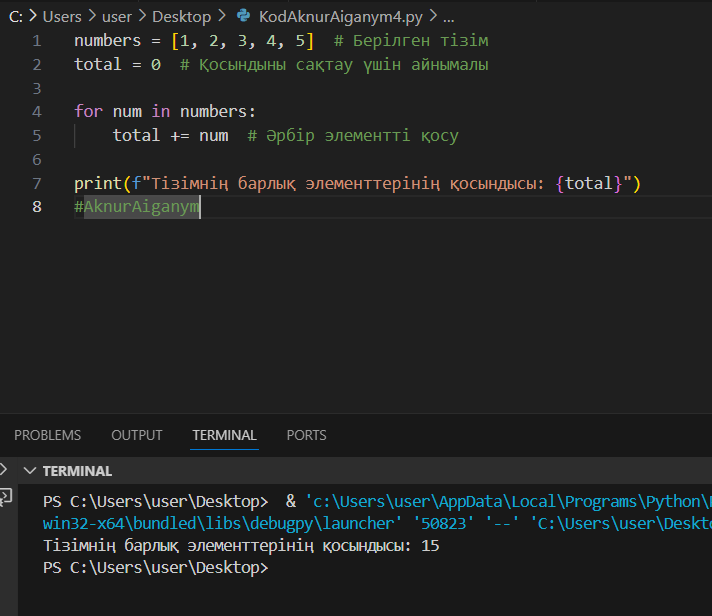 C: > Users > user > Desktop > KodAknurAiganym4.py > ...
1 numbers = [1, 2, 3, 4, 5]  # Берілген тізім
2 total = 0  # Қосындыны сақтау үшін айнымалы
3
4 for num in numbers:
5     total += num  # Әрбір элементті қосу
6
7 print(f"Тізімнің барлық элементтерінің қосындысы: {total}")
8 #AknurAiganym
PROBLEMS OUTPUT TERMINAL PORTS
TERMINAL
PS C:\Users\user\Desktop>  & 'c:\Users\user\AppData\Local\Programs\Python\
win32-x64\bundled\libs\debugpy\launcher' '50823' '--' 'C:\Users\user\Deskt
Тізімнің барлық элементтерінің қосындысы: 15
PS C:\Users\user\Desktop>